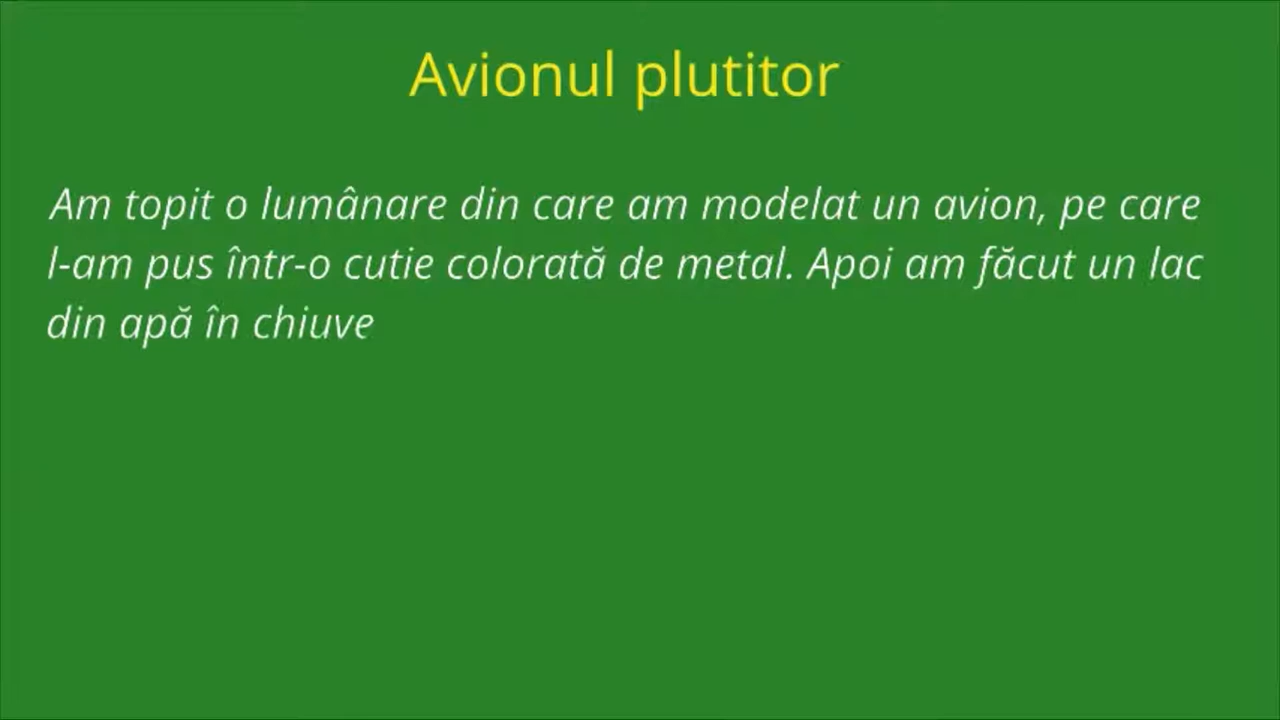 Avionul plutitor
Am topit o lumânare din care am modelat un avion, pe care
l-am pus într-o cutie colorată de metal. Apoi am făcut un lac
din apă în chiuve